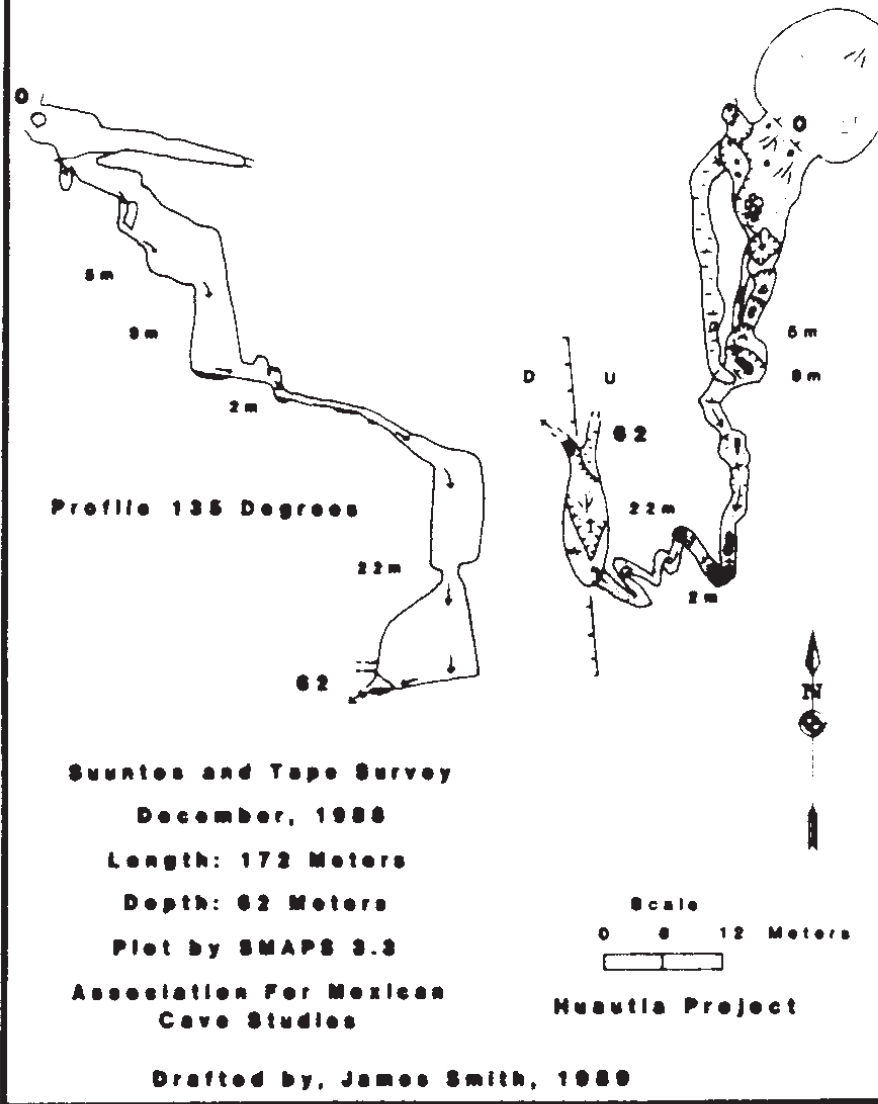 0
5m
9m
2m
Profile 135 Degrees
22m
62
0
5m
9m
D U
62
22m
2m
N
Suuntos and Tape Survey
December, 1988
Length: 172 Meters
Depth: 62 Meters
Plot by SMAPS 3.3
Association For Mexican
Cave Studies
Scale
0 6 12 Meters
Huautla Project
Drafted by, James Smith, 1989